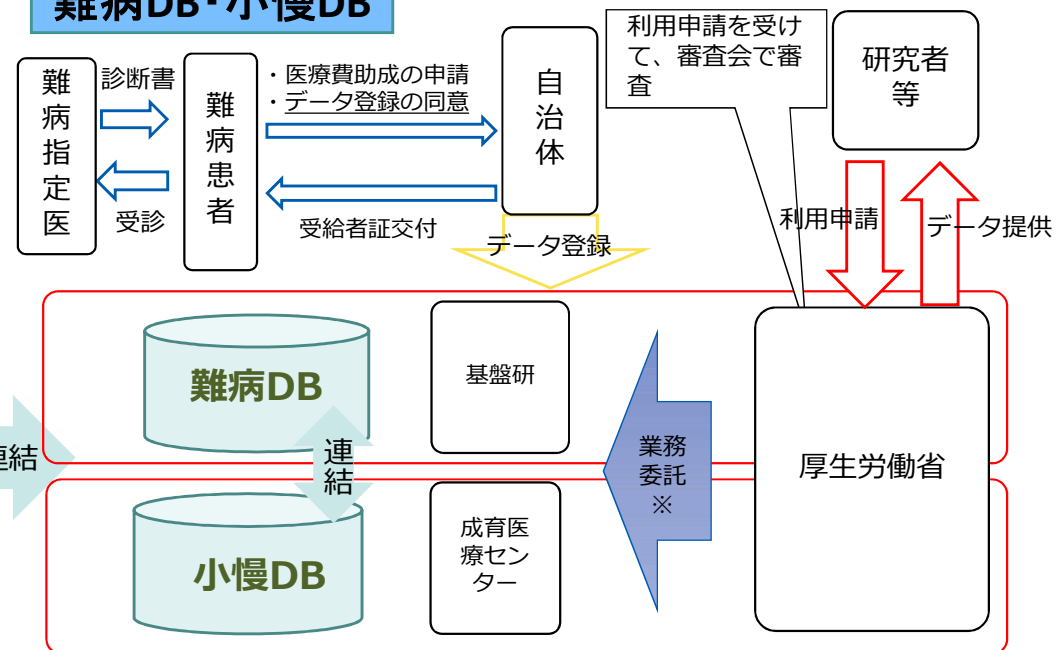 難病DB・小慢DB
難病指定医
診断書
受診
難病患者
・医療費助成の申請
・データ登録の同意
受給者証交付
自治体
データ登録
利用申請を受け
て、審査会で審
査
研究者
等
利用申請
データ提供
難病DB
基盤研
連結
連結
業務
委託
※
厚生労働省
小慢DB
成育医
療セン
ター